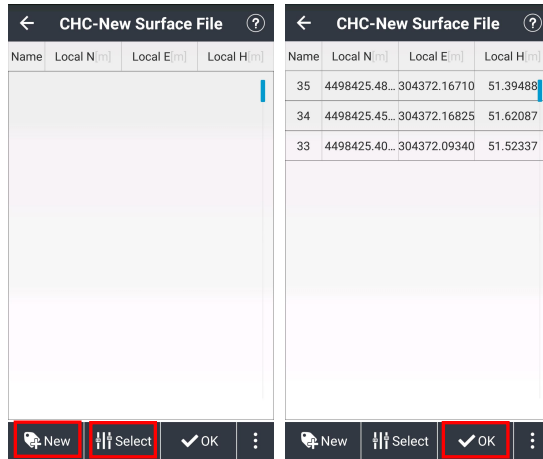 CHC-New Surface File ?
Name Local N[m] Local E[m] Local H[m]
New Select OK
CHC-New Surface File ?
Name Local N[m] Local E[m] Local H[m]
35 4498425.48... 304372.16710 51.39488
34 4498425.45... 304372.16825 51.62087
33 4498425.40... 304372.09340 51.52337
New Select OK